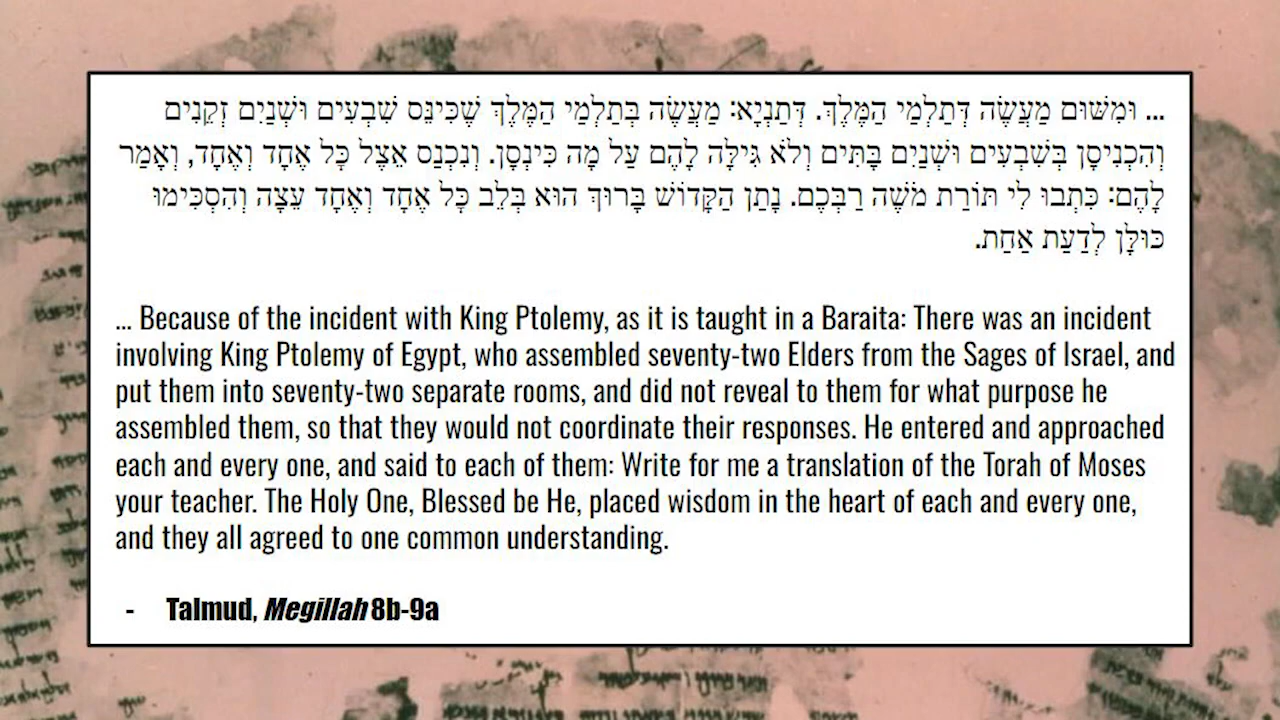 ... וּמִשּׁוּם מַעֲשֶׂה דְּתַלְמַי הַמֶּלֶךְ. דְּתַנְיָא: מַעֲשֶׂה בְּתַלְמַי הַמֶּלֶךְ שֶׁכִּינֵּס שִׁבְעִים וּשְׁנַיִם זְקֵנִים
וְהִכְנִיסָן בְּשִׁבְעִים וּשְׁנַיִם בָּתִּים וְלֹא גִּילָּה לָהֶם עַל מָה כִּינְסָן. וְנִכְנַס אֵצֶל כׇּל אֶחָד וְאֶחָד, וְאָמַר
לָהֶם: כִּתְבוּ לִי תּוֹרַת מֹשֶׁה רַבְּכֶם. נָתַן הַקָּדוֹשׁ בָּרוּךְ הוּא בְּלֵב כׇּל אֶחָד וְאֶחָד עֵצָה וְהִסְכִּימוּ
כּוּלָּן לְדַעַת אַחַת.
... Because of the incident with King Ptolemy, as it is taught in a Baraita: There was an incident
involving King Ptolemy of Egypt, who assembled seventy-two Elders from the Sages of Israel, and
put them into seventy-two separate rooms, and did not reveal to them for what purpose he
assembled them, so that they would not coordinate their responses. He entered and approached
each and every one, and said to each of them: Write for me a translation of the Torah of Moses
your teacher. The Holy One, Blessed be He, placed wisdom in the heart of each and every one,
and they all agreed to one common understanding.
- Talmud, Megillah 8b-9a